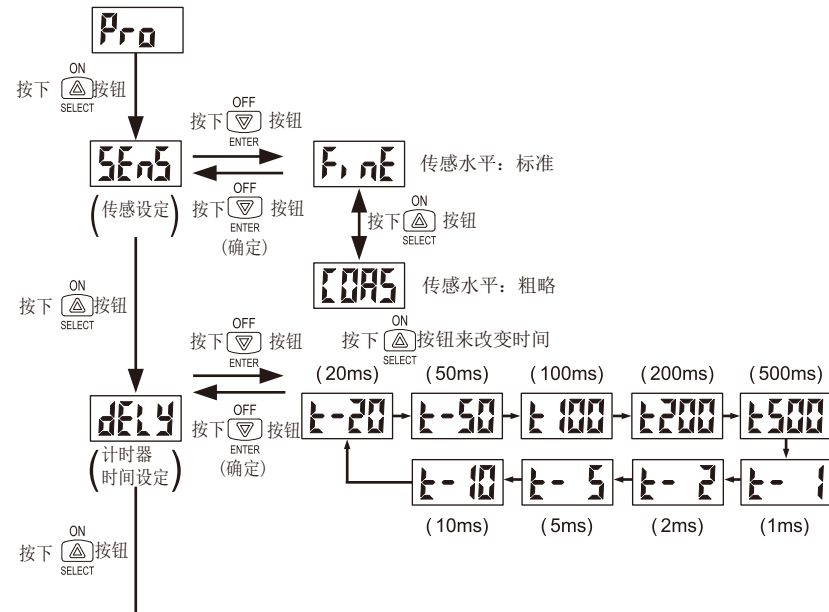 Pro
ON
按下 按钮
SELECT
OFF
按下 按钮
ENTER
SEnS
FinE
传感水平：标准
(传感设定)
OFF
按下 按钮
ENTER
(确定)
ON
按下 按钮
SELECT
COAS
传感水平：粗略
ON
按下 按钮
SELECT
OFF
按下 按钮
ENTER
ON
按下 按钮来改变时间
SELECT
(20ms) (50ms) (100ms) (200ms) (500ms)
dELY
t-20 t-50 t100 t200 t500
(计时器
时间设定)
OFF
按下 按钮
ENTER
(确定)
t-10 t-5 t-2 t-1
(10ms) (5ms) (2ms) (1ms)
ON
按下 按钮
SELECT